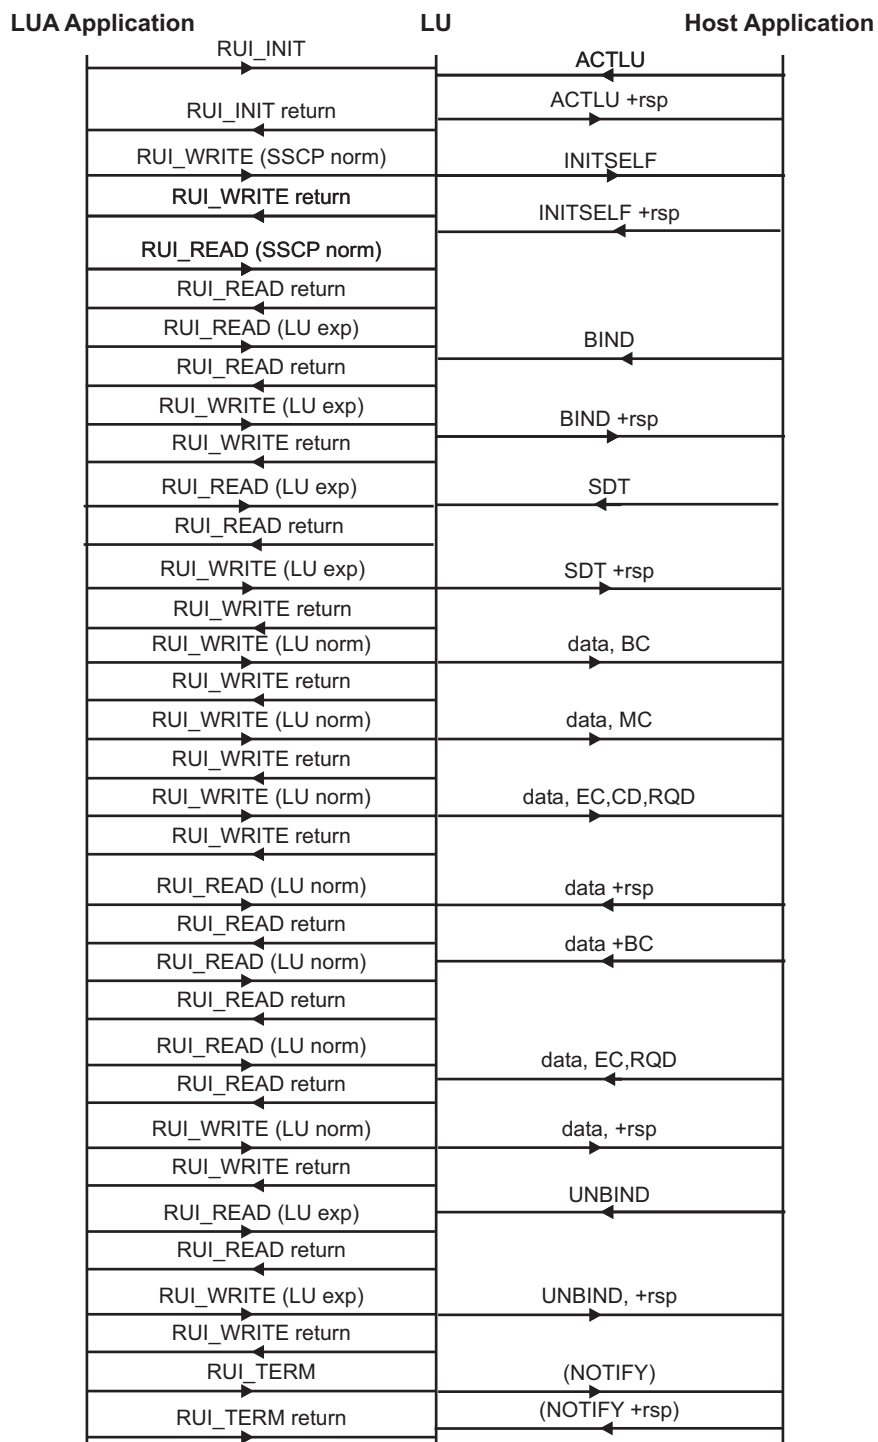 LUA Application LU Host Application
RUI_INIT
ACTLU
ACTLU +rsp
RUI_INIT return
RUI_WRITE (SSCP norm) INITSELF
RUI_WRITE return
INITSELF +rsp
RUI_READ (SSCP norm)
RUI_READ return
RUI_READ (LU exp)
BIND
RUI_READ return
RUI_WRITE (LU exp)
BIND +rsp
RUI_WRITE return
RUI_READ (LU exp) SDT
RUI_READ return
RUI_WRITE (LU exp) SDT +rsp
RUI_WRITE return
RUI_WRITE (LU norm) data, BC
RUI_WRITE return
RUI_WRITE (LU norm) data, MC
RUI_WRITE return
RUI_WRITE (LU norm) data, EC,CD,RQD
RUI_WRITE return
RUI_READ (LU norm) data +rsp
RUI_READ return
data +BC
RUI_READ (LU norm)
RUI_READ return
RUI_READ (LU norm)
data, EC,RQD
RUI_READ return
RUI_WRITE (LU norm) data, +rsp
RUI_WRITE return
UNBIND
RUI_READ (LU exp)
RUI_READ return
RUI_WRITE (LU exp) UNBIND, +rsp
RUI_WRITE return
RUI_TERM (NOTIFY)
(NOTIFY +rsp)
RUI_TERM return